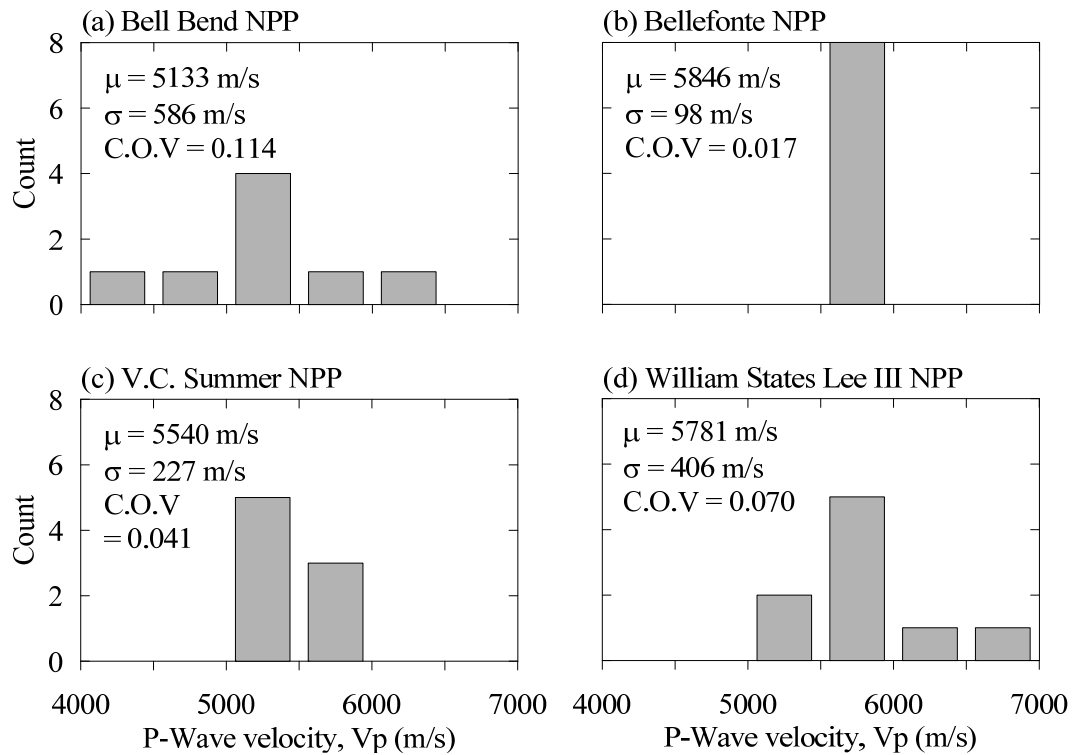 (a) Bell Bend NPP
8
6
4
2
0
Count
μ = 5133 m/s
σ = 586 m/s
C.O.V = 0.114
(b) Bellefonte NPP
μ = 5846 m/s
σ = 98 m/s
C.O.V = 0.017
(c) V.C. Summer NPP
8
6
4
2
0
Count
μ = 5540 m/s
σ = 227 m/s
C.O.V
= 0.041
4000 5000 6000 7000
P-Wave velocity, Vp (m/s)
(d) William States Lee III NPP
μ = 5781 m/s
σ = 406 m/s
C.O.V = 0.070
4000 5000 6000 7000
P-Wave velocity, Vp (m/s)